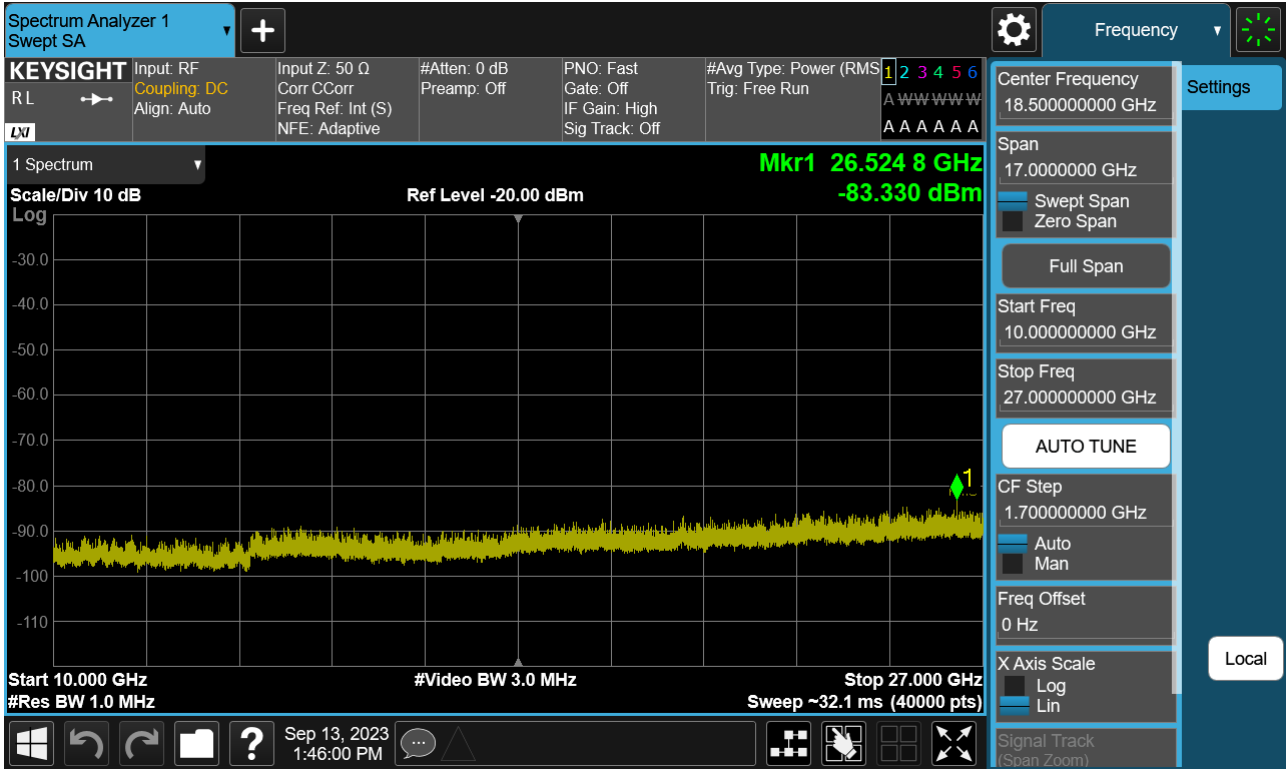 Spectrum Analyzer 1
Swept SA
+
Frequency
KEYSIGHT
R L
LXI
Input: RF
Coupling: DC
Align: Auto
Input Z: 50 Ω
Corr CCorr
Freq Ref: Int (S)
NFE: Adaptive
#Atten: 0 dB
Preamp: Off
PNO: Fast
Gate: Off
IF Gain: High
Sig Track: Off
#Avg Type: Power (RMS
Trig: Free Run
1 2 3 4 5 6
A W W W W W
A A A A A A
1 Spectrum
Scale/Div 10 dB
Log
Ref Level -20.00 dBm
Mkr1 26.524 8 GHz
-83.330 dBm
-30.0
-40.0
-50.0
-60.0
-70.0
-80.0
-90.0
-100
-110
1
Start 10.000 GHz
#Res BW 1.0 MHz
#Video BW 3.0 MHz
Stop 27.000 GHz
Sweep ~32.1 ms (40000 pts)
Center Frequency
18.500000000 GHz
Span
17.0000000 GHz
Swept Span
Zero Span
Full Span
Start Freq
10.000000000 GHz
Stop Freq
27.000000000 GHz
AUTO TUNE
CF Step
1.700000000 GHz
Auto
Man
Freq Offset
0 Hz
X Axis Scale
Log
Lin
Signal Track
(Span Zoom)
Settings
Local
?
Sep 13, 2023
1:46:00 PM